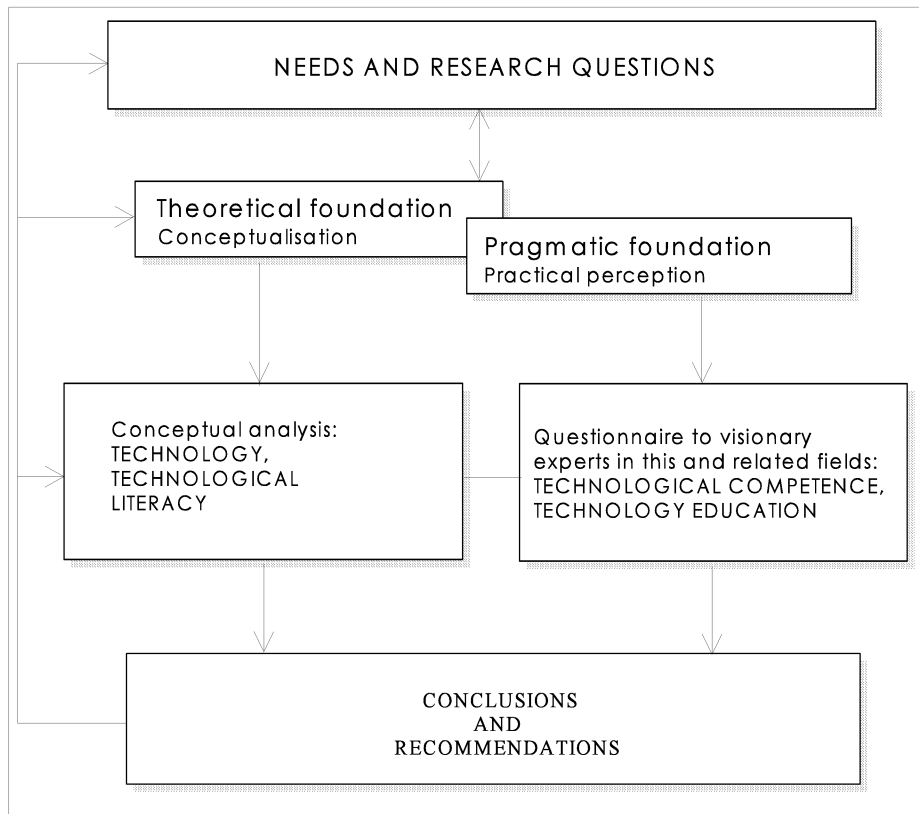 NEEDS AND RESEARCH QUESTIONS
Theoretical foundation
Conceptualisation
Pragmatic foundation
Practical perception
Conceptual analysis:
TECHNOLOGY,
TECHNOLOGICAL
LITERACY
Questionnaire to visionary
experts in this and related fields:
TECHNOLOGICAL COMPETENCE,
TECHNOLOGY EDUCATION
CONCLUSIONS
AND
RECOMMENDATIONS